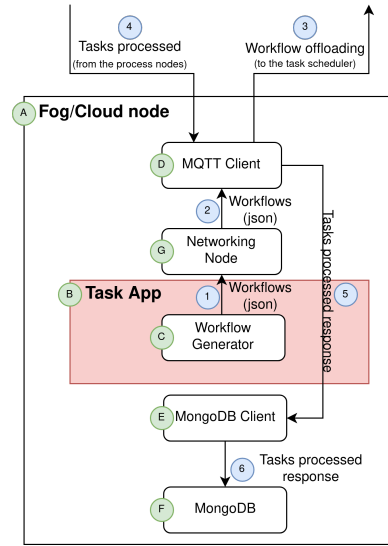 4
3
Tasks processed
(from the process nodes)
Workflow offloading
(to the task scheduler)
A
Fog/Cloud node
D
MQTT Client
2
Workflows
(json)
G
Networking
Node
Tasks processed response
B
Task App
1
Workflows
(json)
5
C
Workflow
Generator
E
MongoDB Client
6
Tasks processed
response
F
MongoDB